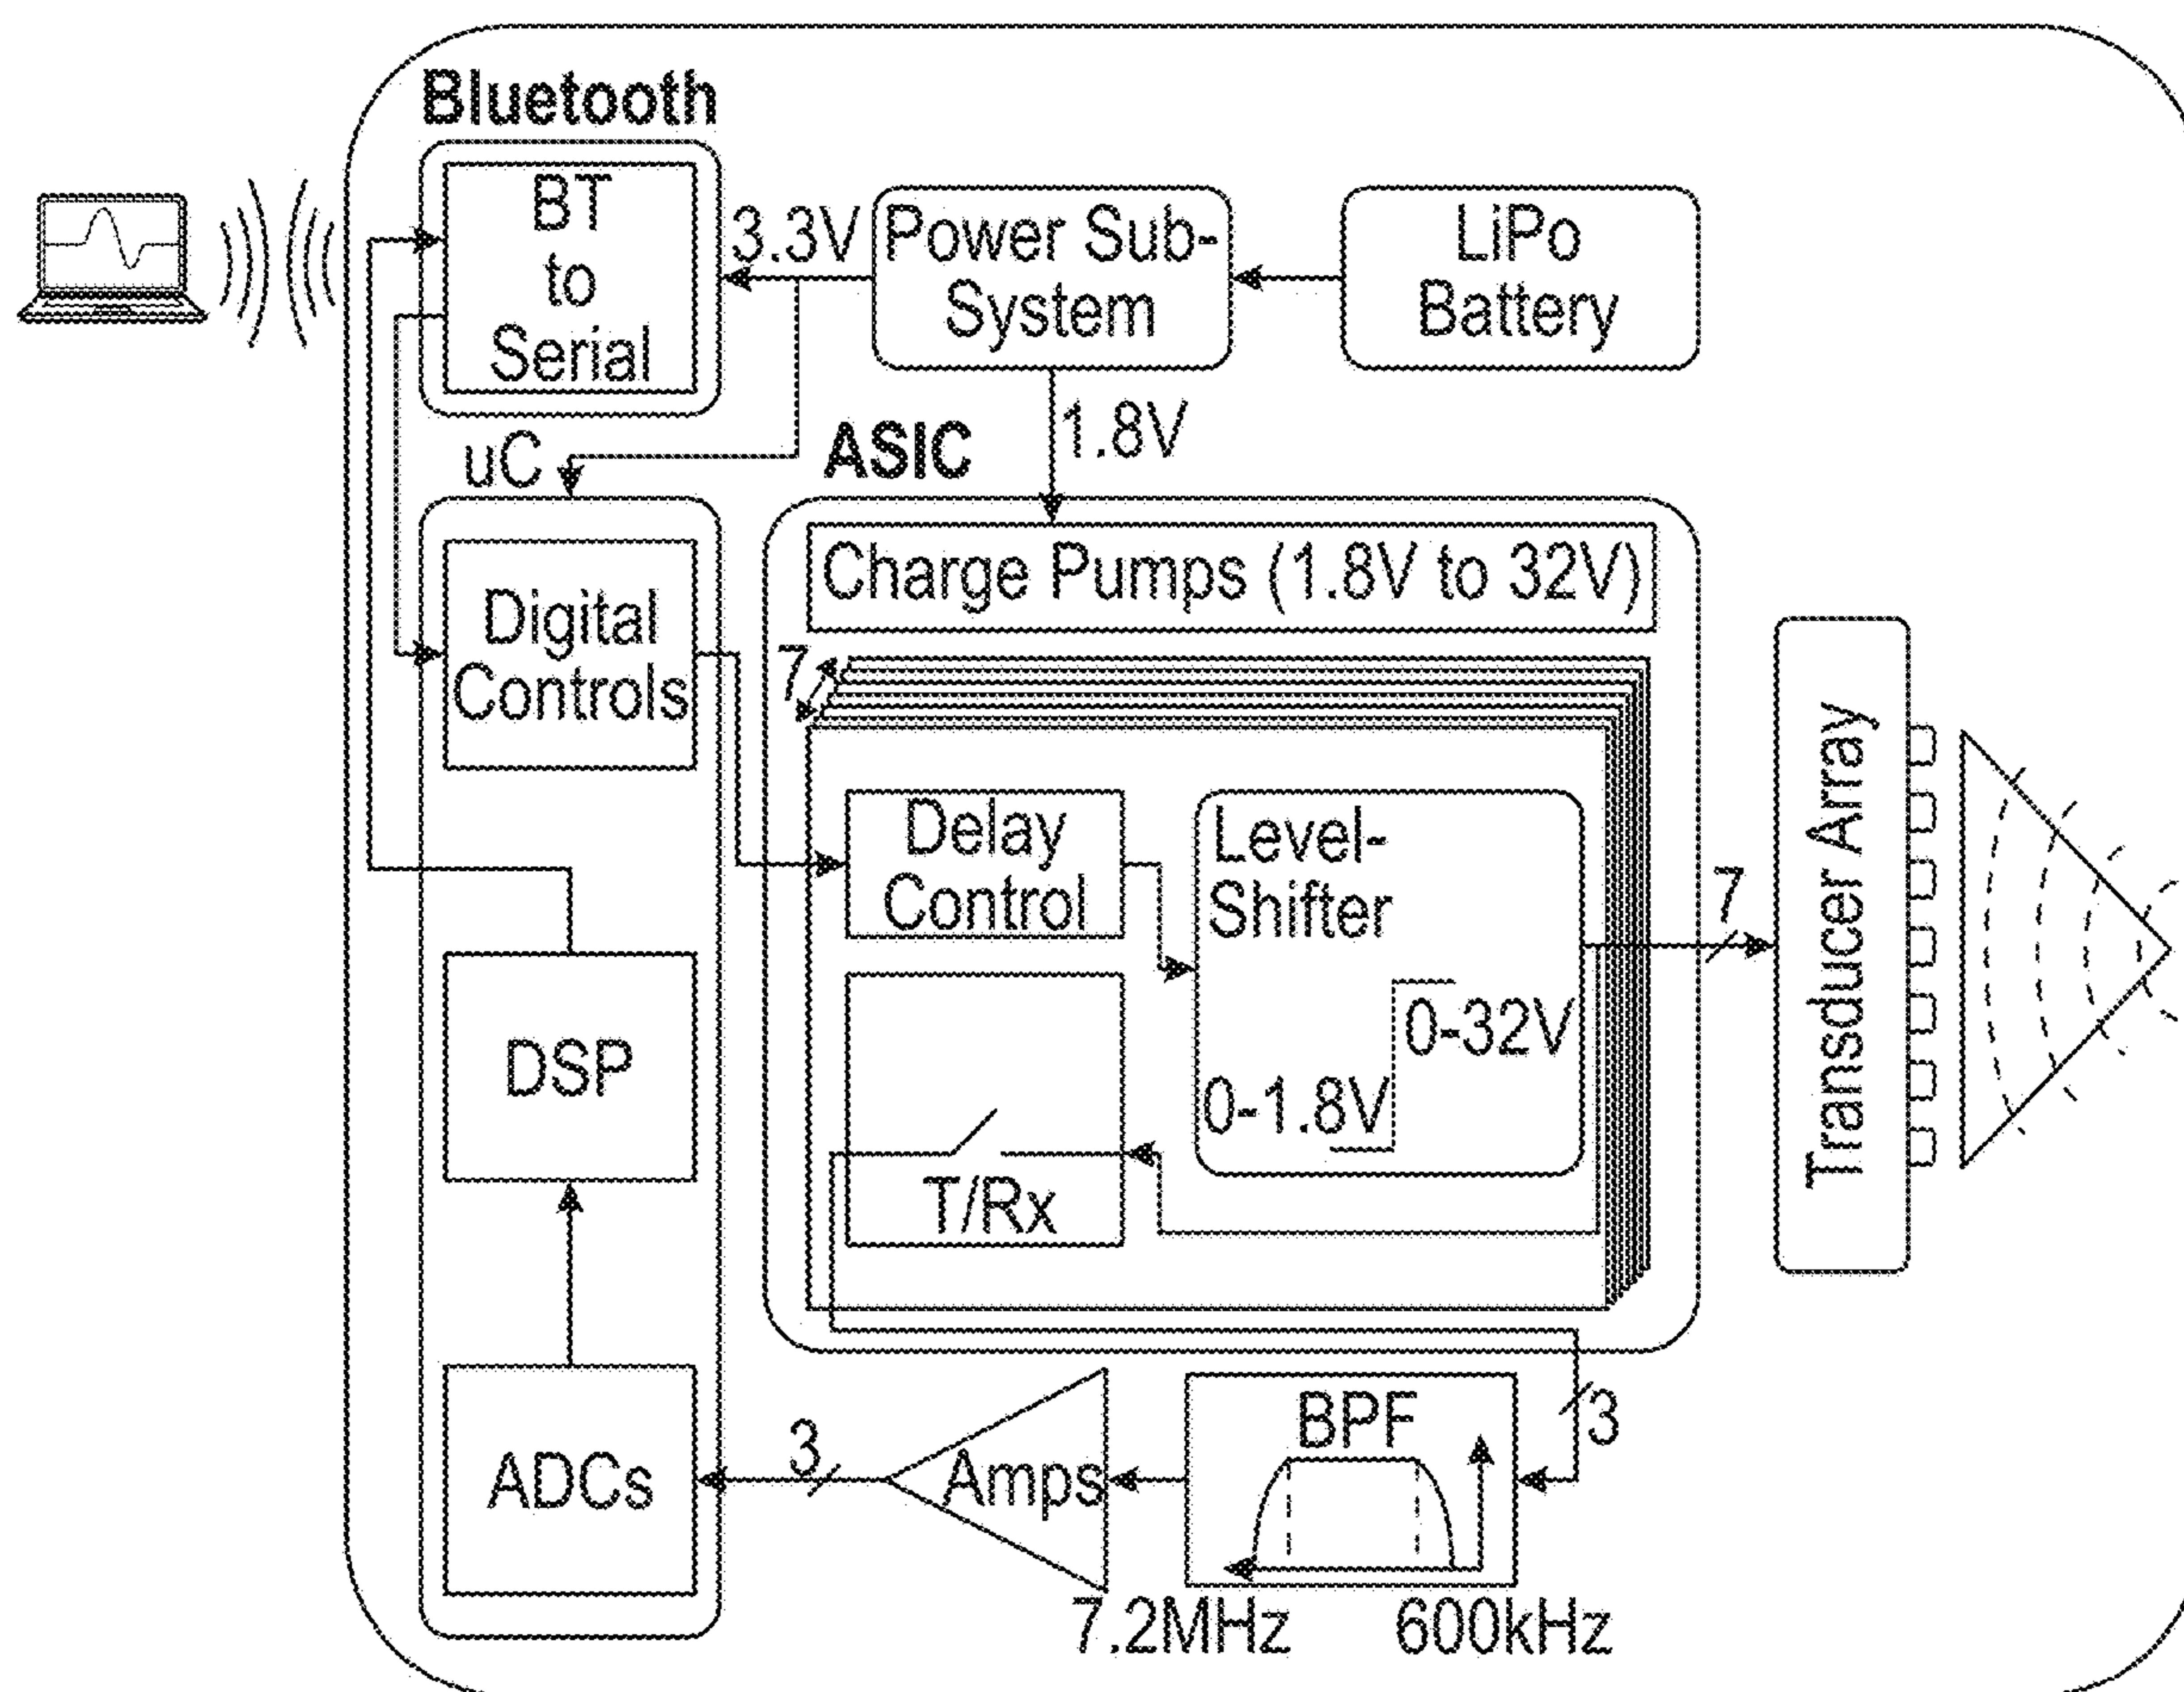 Bluetooth
BT
to
Serial
3.3V
Power Sub-
System
LiPo
Battery
1.8V
uC
ASIC
Charge Pumps (1.8V to 32V)
Digital
Controls
7
Delay
Control
Level-
Shifter
0-32V
0-1.8V
T/Rx
7
Transducer Array
DSP
ADCs
3
Amps
BPF
3
7.2MHz
600kHz